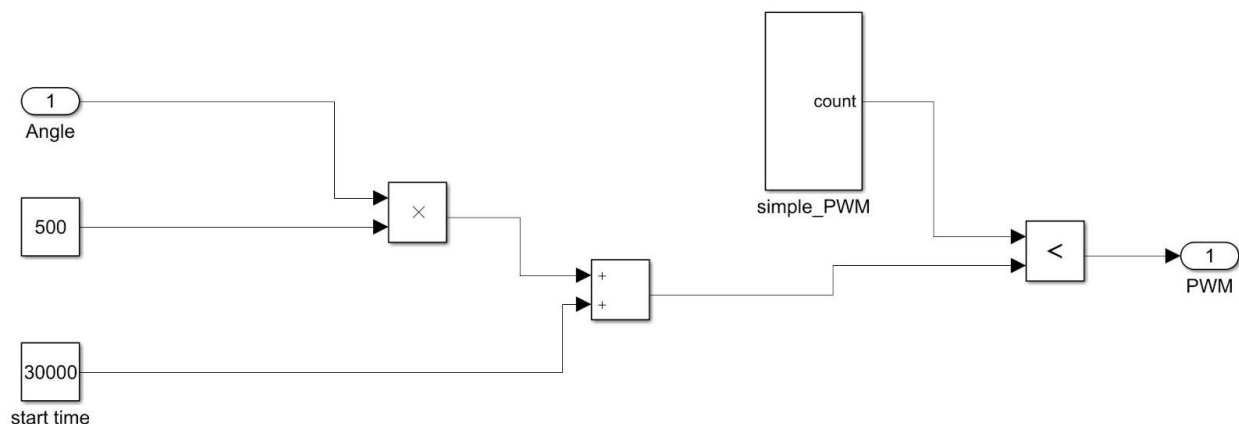 1
Angle
500
×
30000
start time
+
+
count
simple_PWM
<
1
PWM